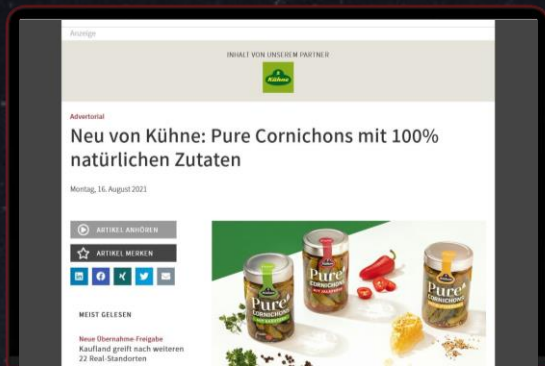 Anzeige
INHALT VON UNSEREM PARTNER
Kühne
Advertorial
Neu von Kühne: Pure Cornichons mit 100%
natürlichen Zutaten
Montag, 16. August 2021
ARTIKEL ANHÖREN
ARTIKEL MERKEN
MEIST GELESEN
Neue Übernahme-Freigabe
Kaufland greift nach weiteren
22 Real-Standorten
Pure
CORNICHONS
Pure
CORNICHONS
MIT JALAPEÑOS
Pure
CORNICHONS